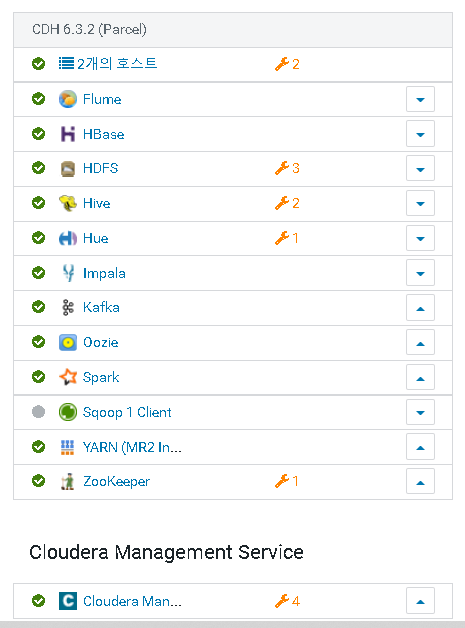 CDH 6.3.2 (Parcel)
2개의 호스트 2
Flume
HBase
HDFS 3
Hive 2
Hue 1
Impala
Kafka
Oozie
Spark
Sqoop 1 Client
YARN (MR2 In...
ZooKeeper 1
Cloudera Management Service
C Cloudera Man... 4